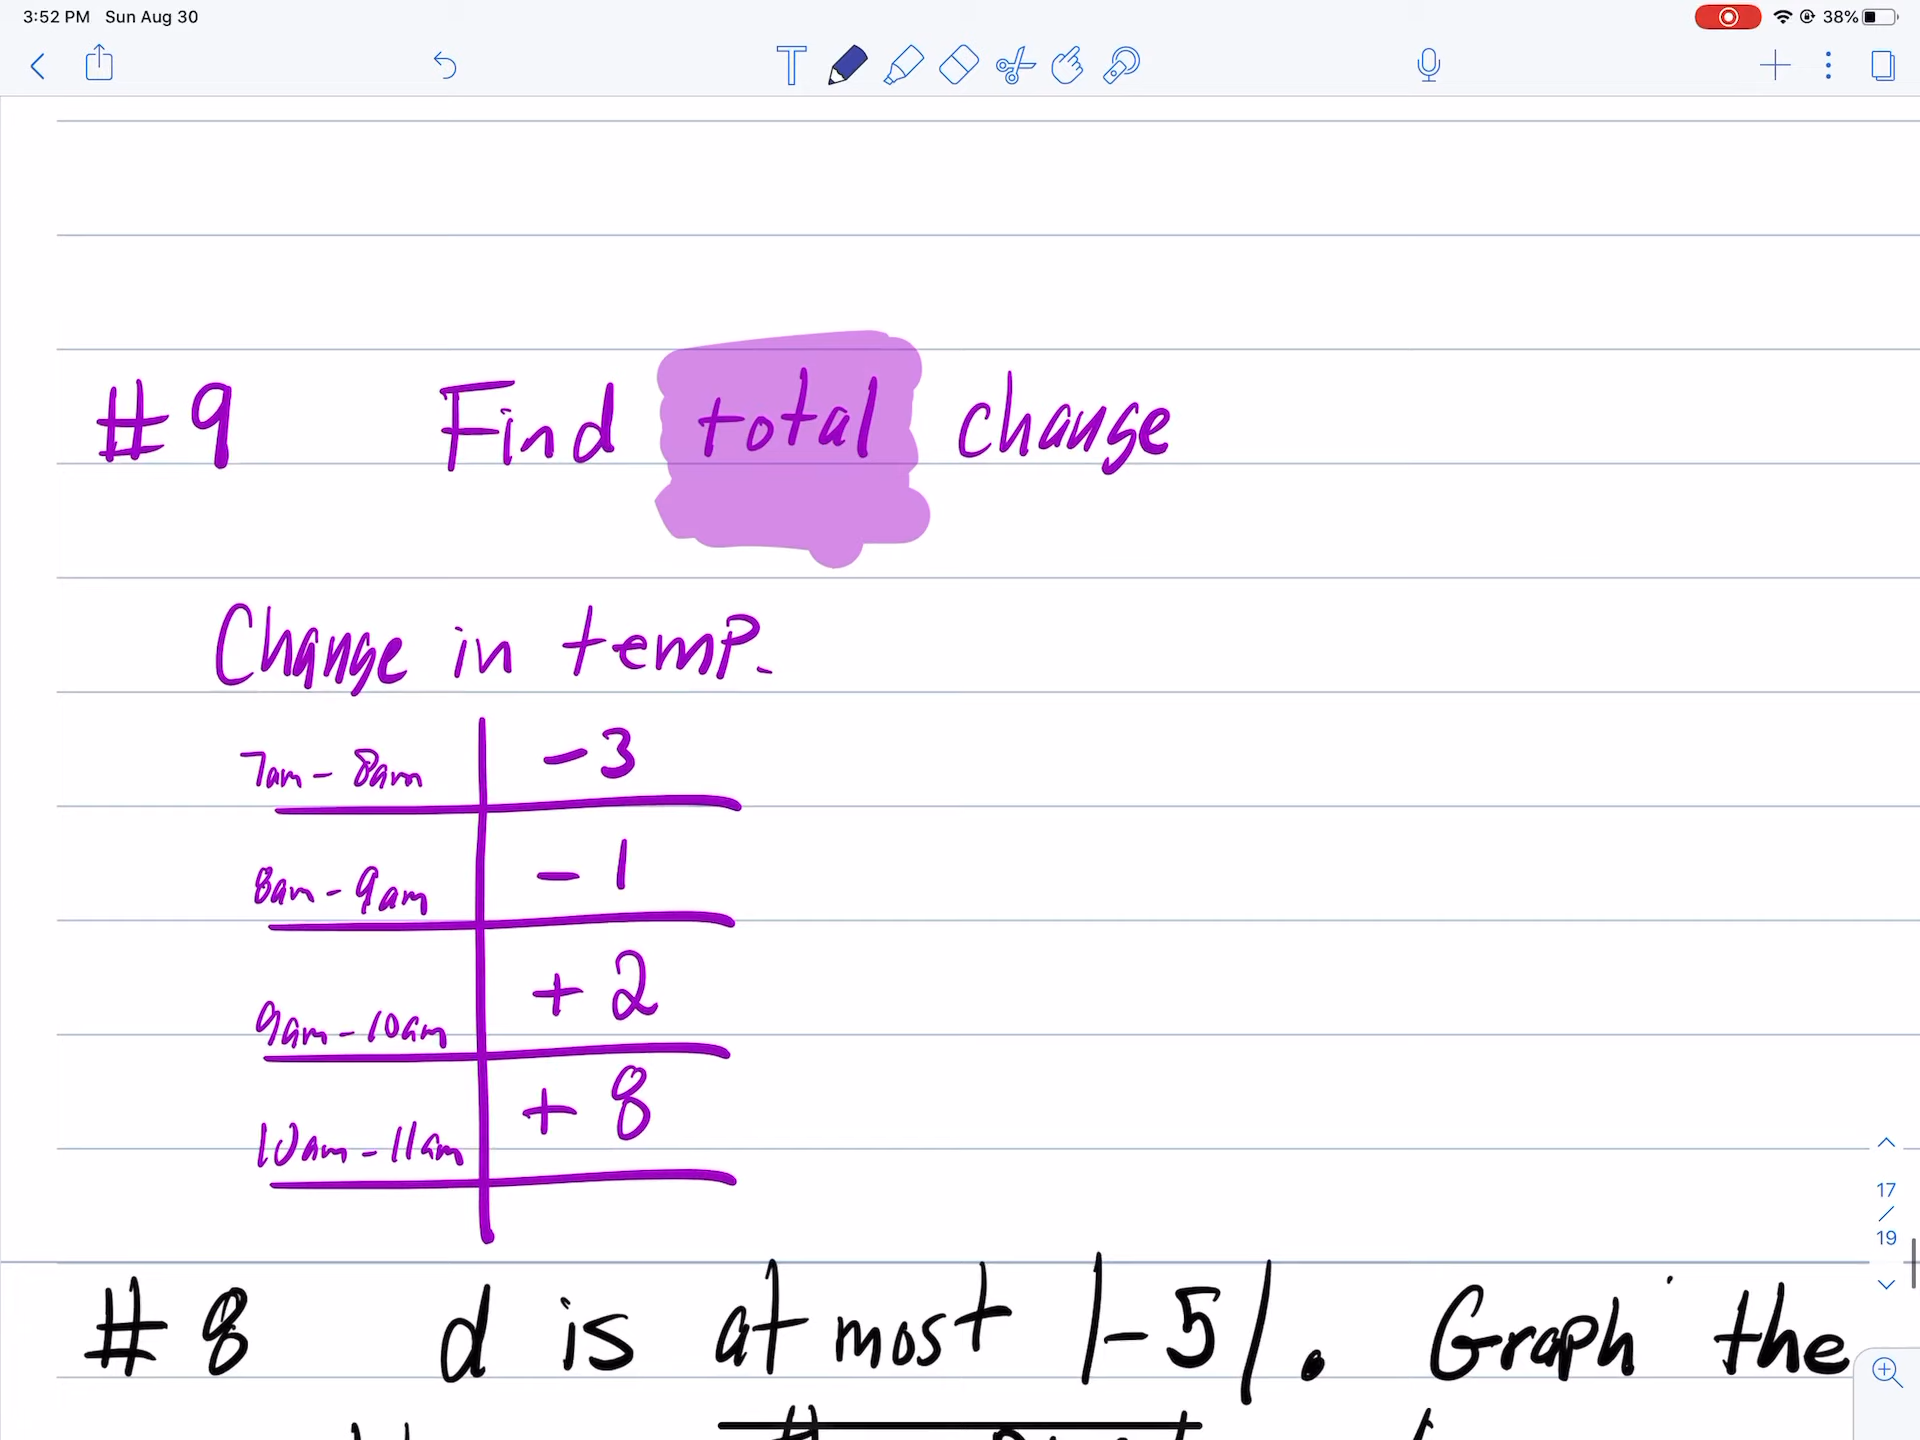 3:52 PM Sun Aug 30
38%
T
#9 Find total change
Change in temp.
7am - 8am - 3
8am - 9am - 1
9am - 10am + 2
10am - 11am + 8
17
/
19
#8 d is at most |-5|. Graph the